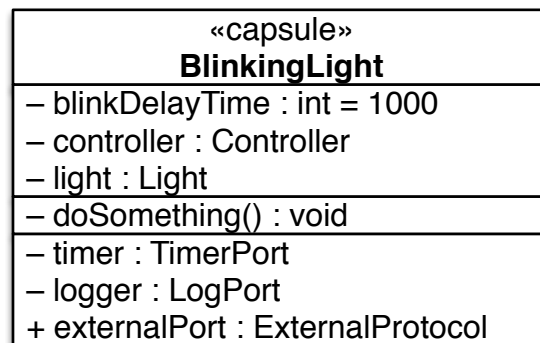 «capsule»
BlinkingLight
– blinkDelayTime : int = 1000
– controller : Controller
– light : Light
– doSomething() : void
– timer : TimerPort
– logger : LogPort
+ externalPort : ExternalProtocol